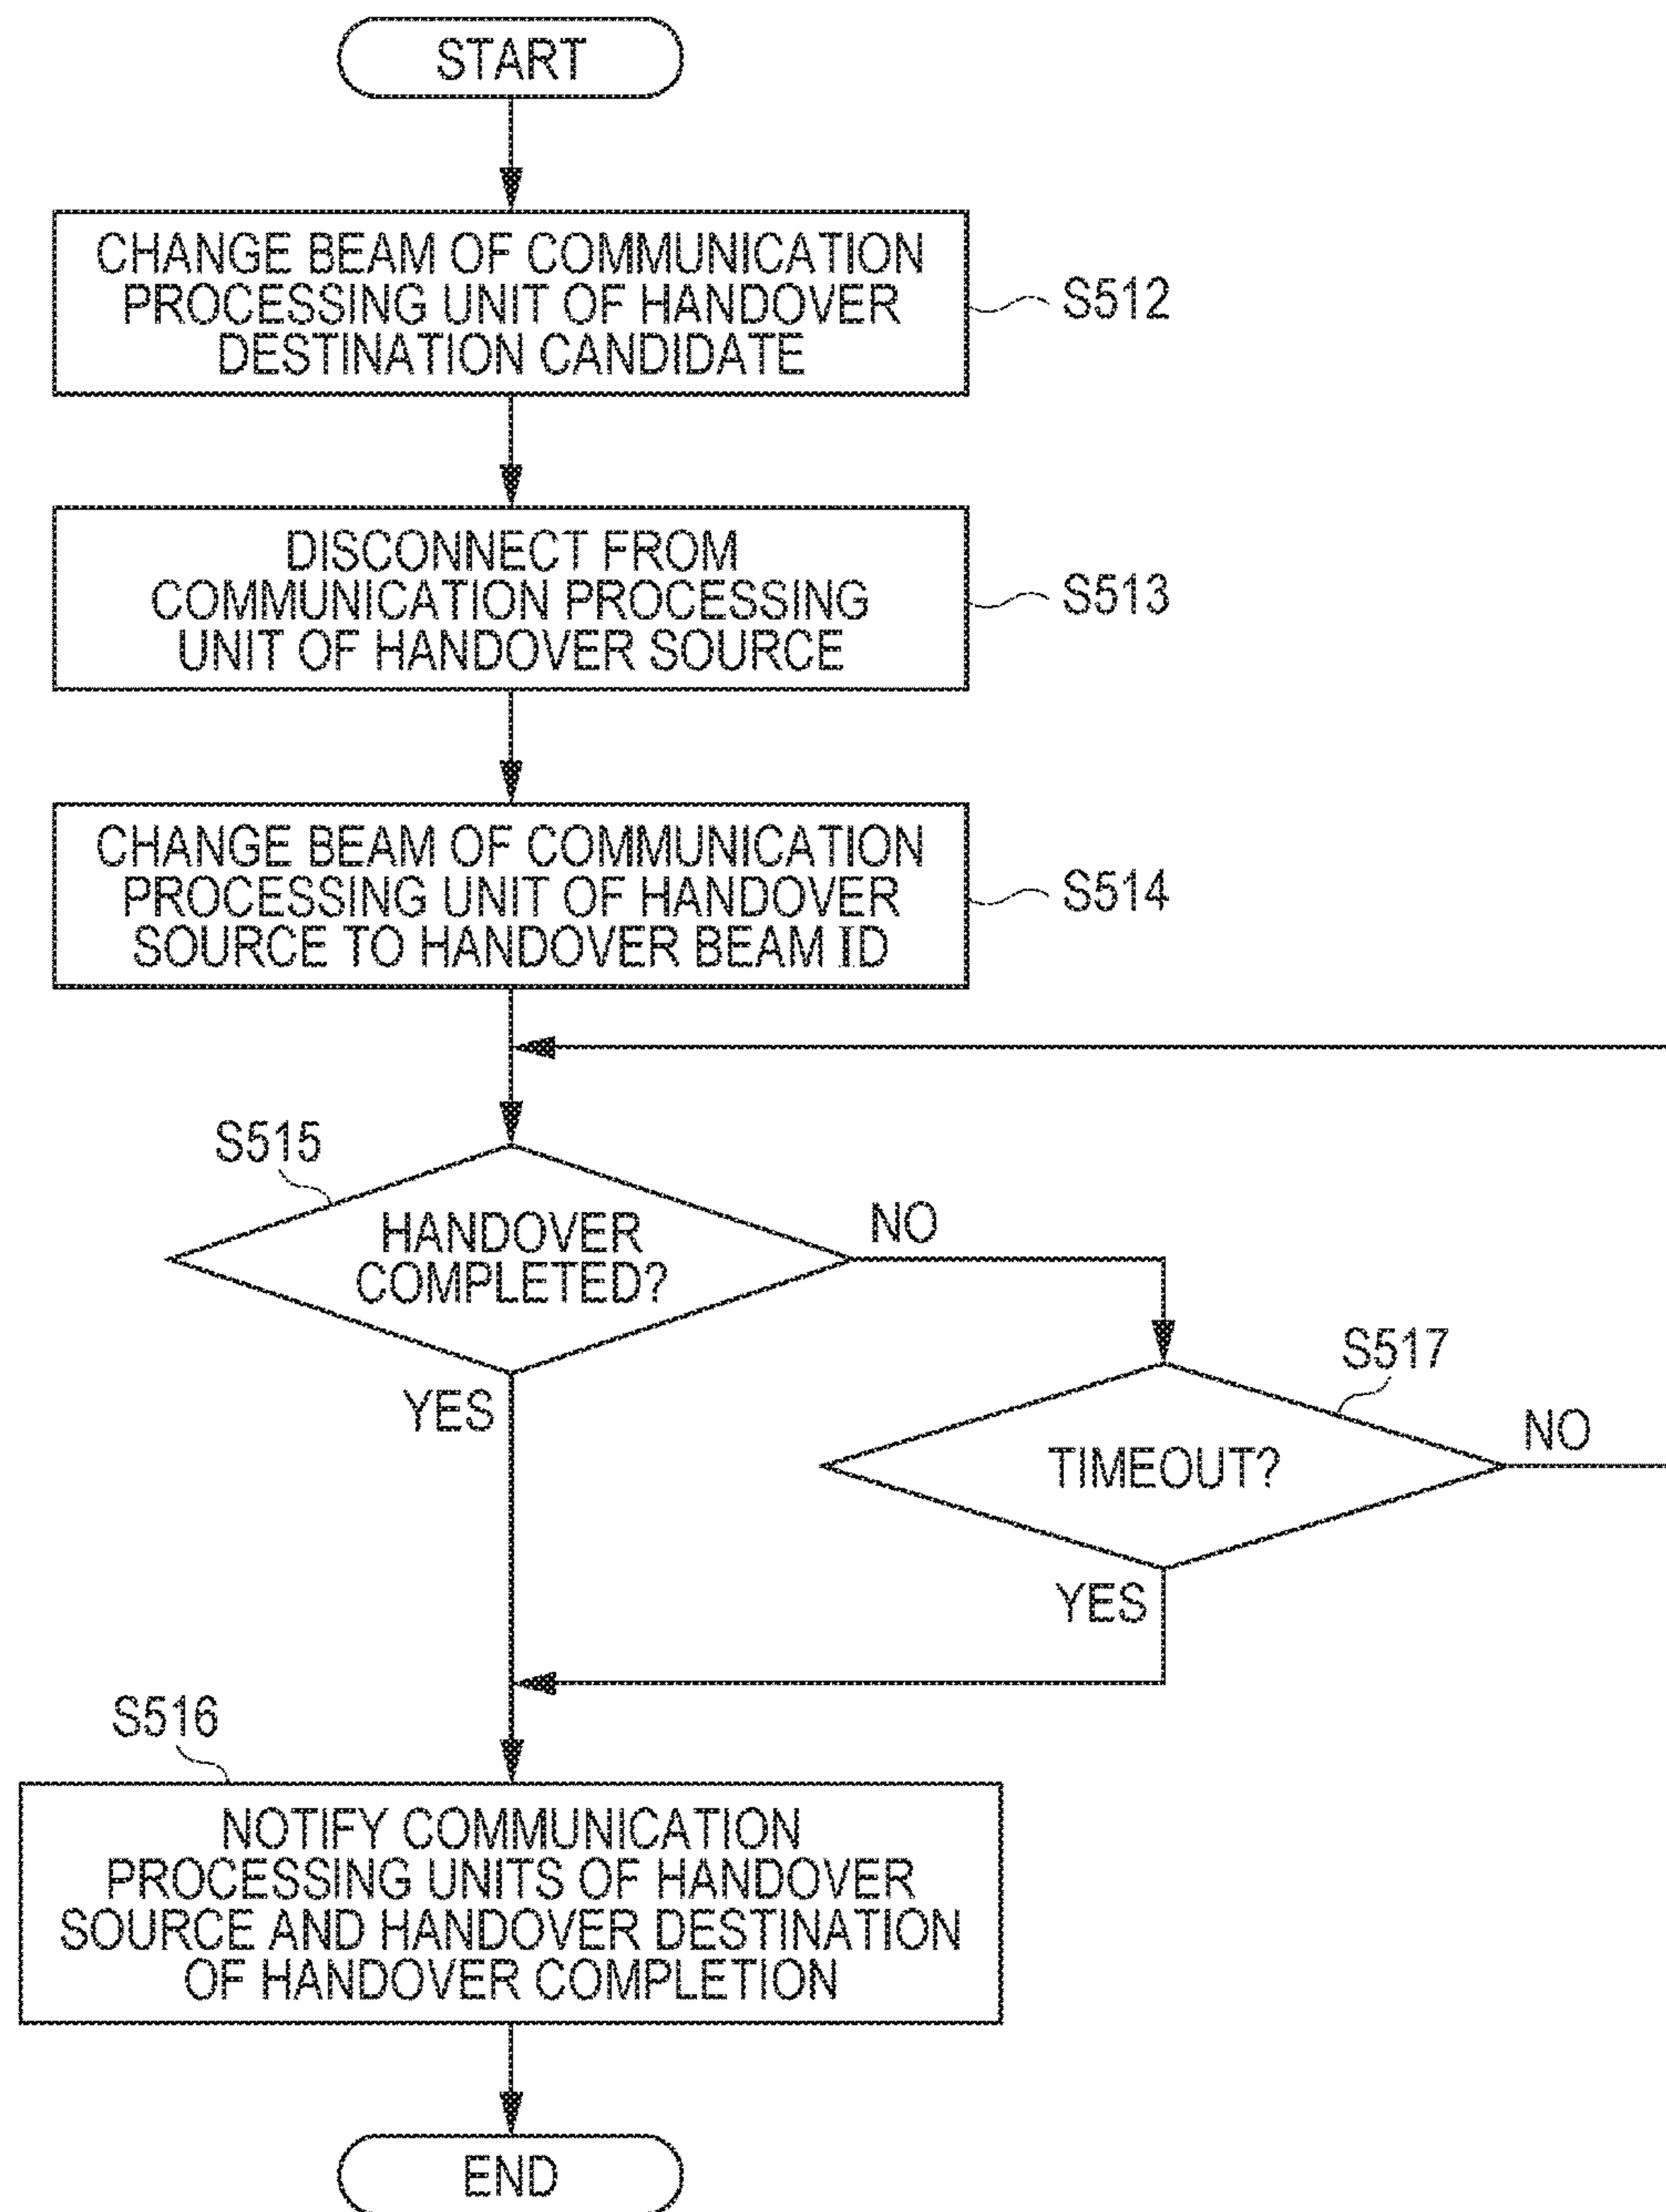 START
CHANGE BEAM OF COMMUNICATION
PROCESSING UNIT OF HANDOVER
DESTINATION CANDIDATE
S512
DISCONNECT FROM
COMMUNICATION PROCESSING
UNIT OF HANDOVER SOURCE
S513
CHANGE BEAM OF COMMUNICATION
PROCESSING UNIT OF HANDOVER
SOURCE TO HANDOVER BEAM ID
S514
S515
HANDOVER
COMPLETED?
NO
YES
S517
TIMEOUT?
NO
YES
S516
NOTIFY COMMUNICATION
PROCESSING UNITS OF HANDOVER
SOURCE AND HANDOVER DESTINATION
OF HANDOVER COMPLETION
END